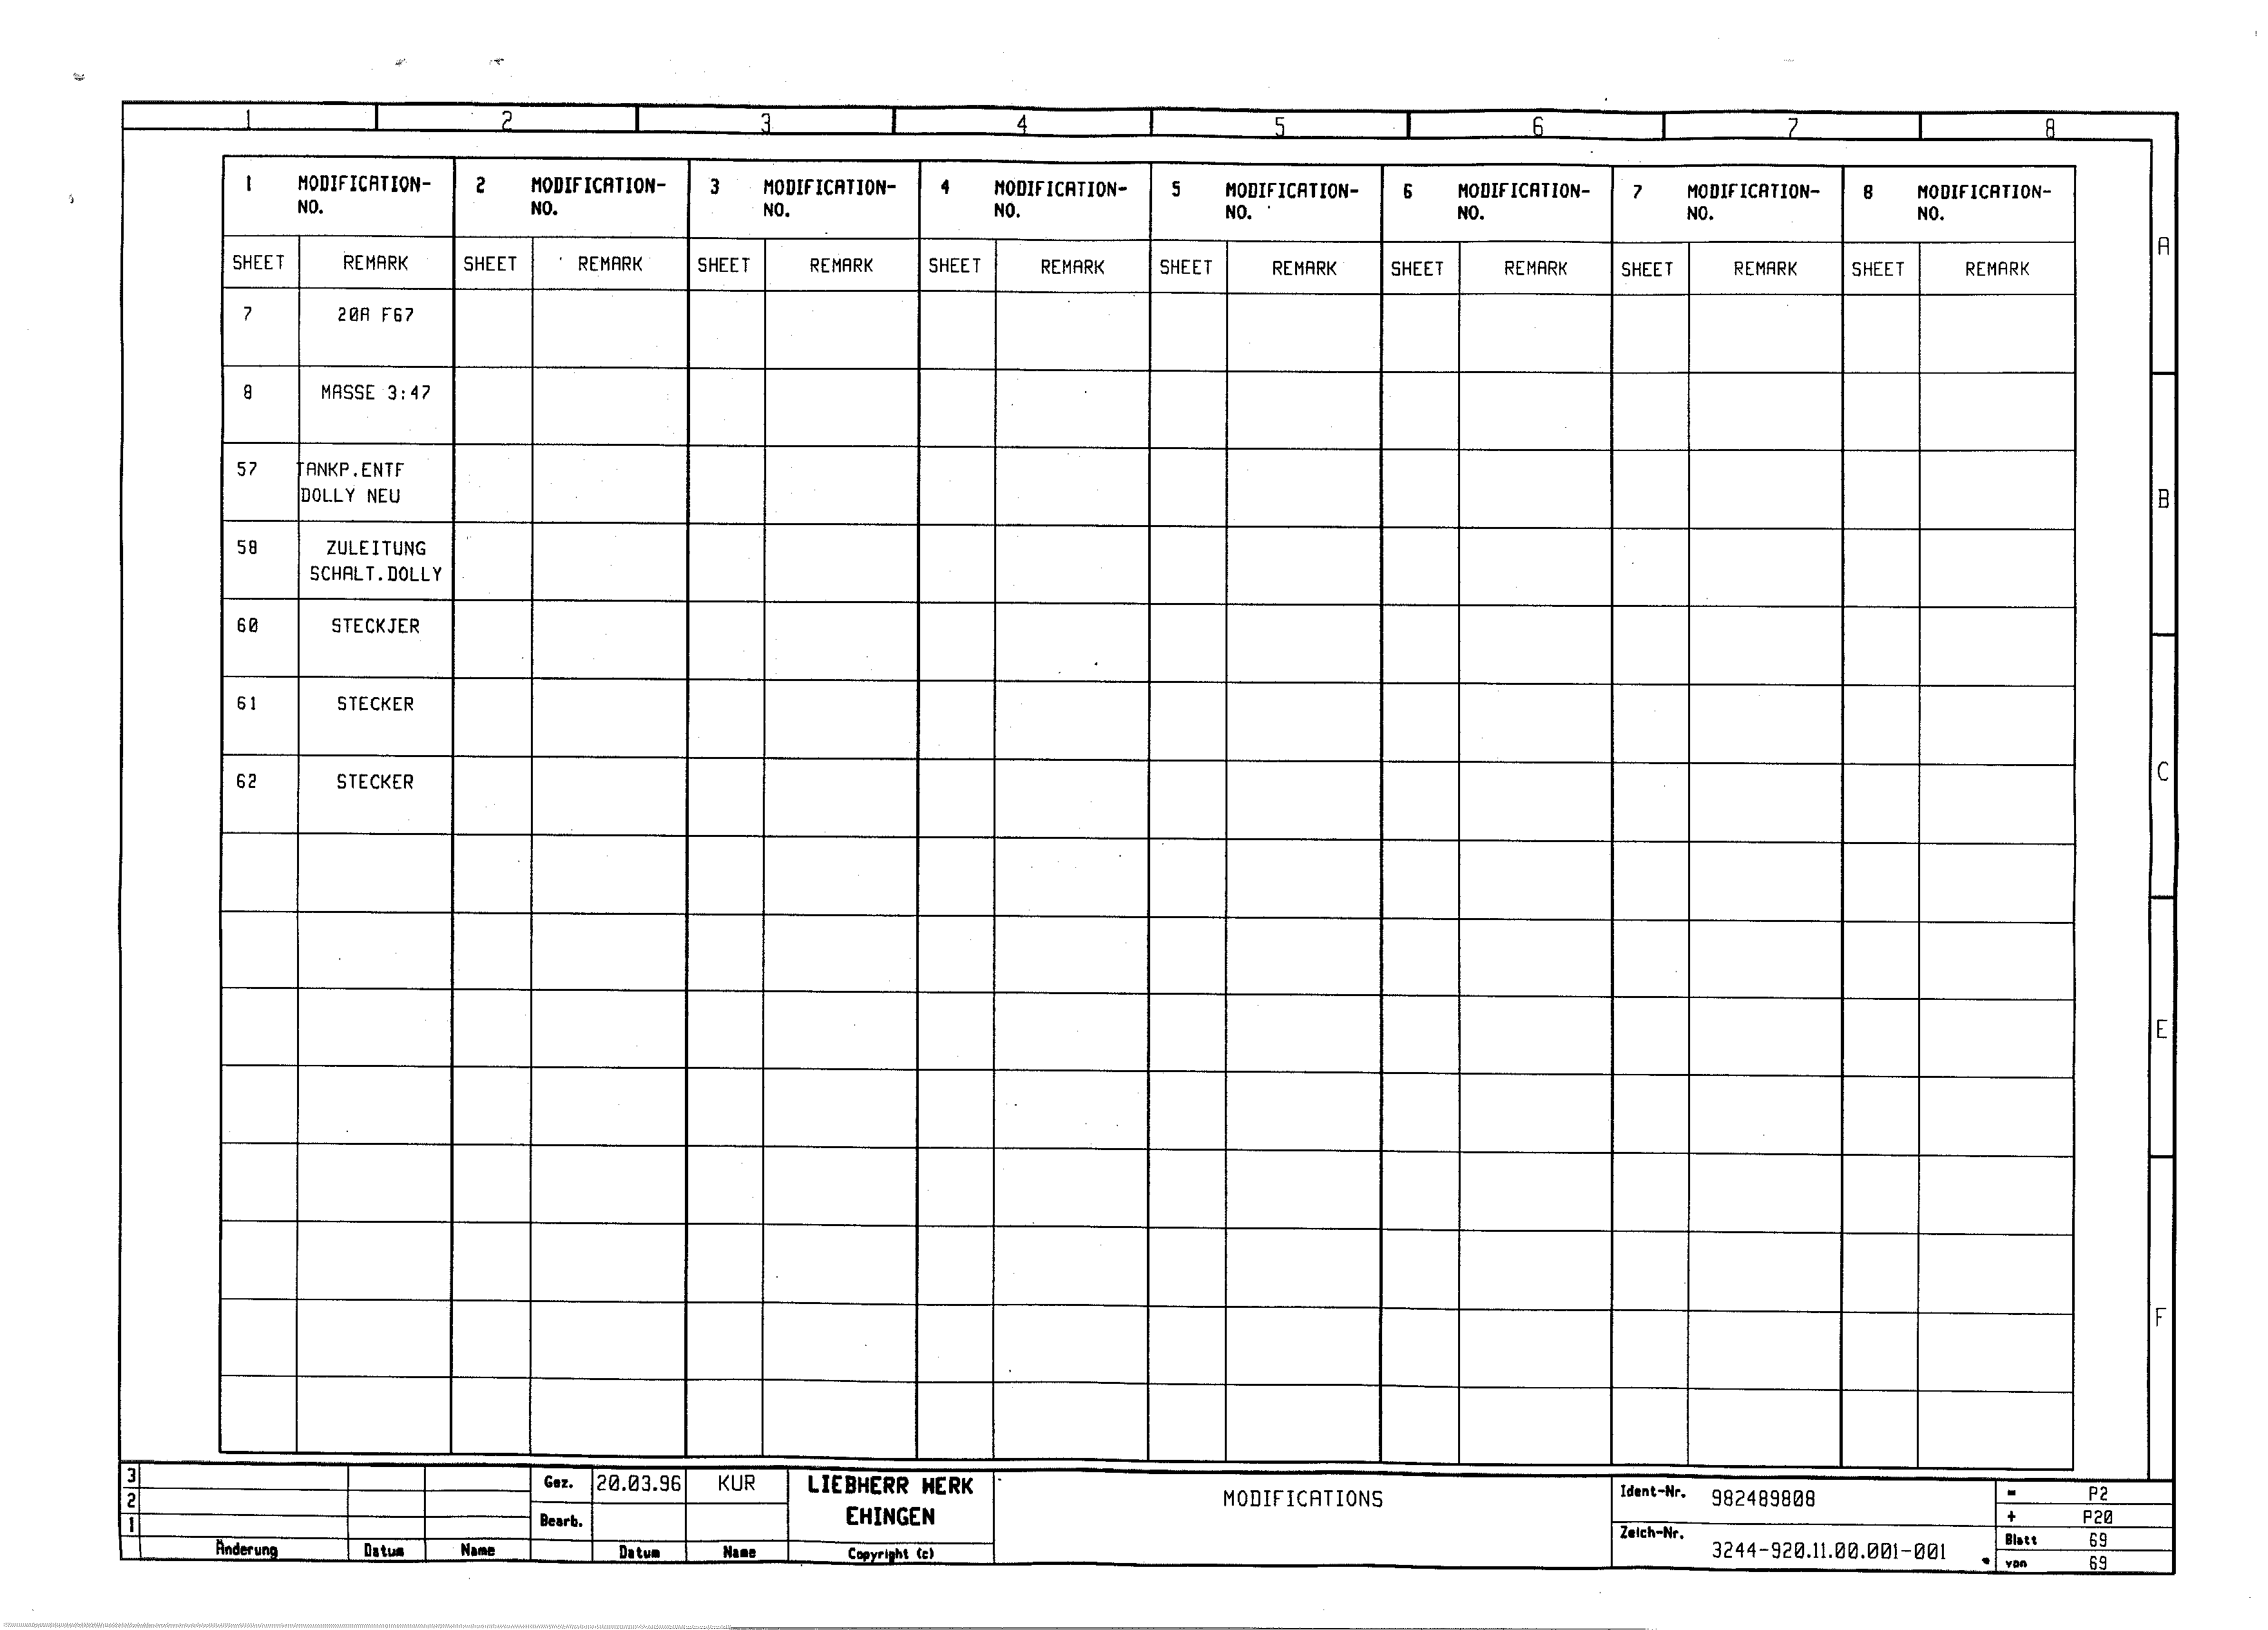 1 2 3 4 5 6 7 8
1 MODIFICATION-NO. 2 MODIFICATION-NO. 3 MODIFICATION-NO. 4 MODIFICATION-NO. 5 MODIFICATION-NO. 6 MODIFICATION-NO. 7 MODIFICATION-NO. 8 MODIFICATION-NO.
A
SHEET REMARK SHEET REMARK SHEET REMARK SHEET REMARK SHEET REMARK SHEET REMARK SHEET REMARK SHEET REMARK
7 20A F67
8 MASSE 3:47
57 TANKP.ENTF
DOLLY NEU
B
58 ZULEITUNG
SCHALT.DOLLY
60 STECKJER
61 STECKER
62 STECKER
C
E
F
3
2
1
Änderung Datum Name
Gez. 20.03.96 KUR
Bearb.
Datum Name
LIEBHERR WERK
EHINGEN
Copyright (c)
MODIFICATIONS
Ident-Nr. 982489808
Zeich-Nr. 3244-920.11.00.001-001
= P2
+ P20
Blatt 69
von 69